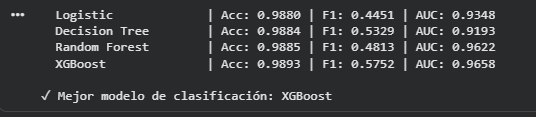 Logistic | Acc: 0.9880 | F1: 0.4451 | AUC: 0.9348
Decision Tree | Acc: 0.9884 | F1: 0.5329 | AUC: 0.9193
Random Forest | Acc: 0.9885 | F1: 0.4813 | AUC: 0.9622
XGBoost | Acc: 0.9893 | F1: 0.5752 | AUC: 0.9658
✓ Mejor modelo de clasificación: XGBoost